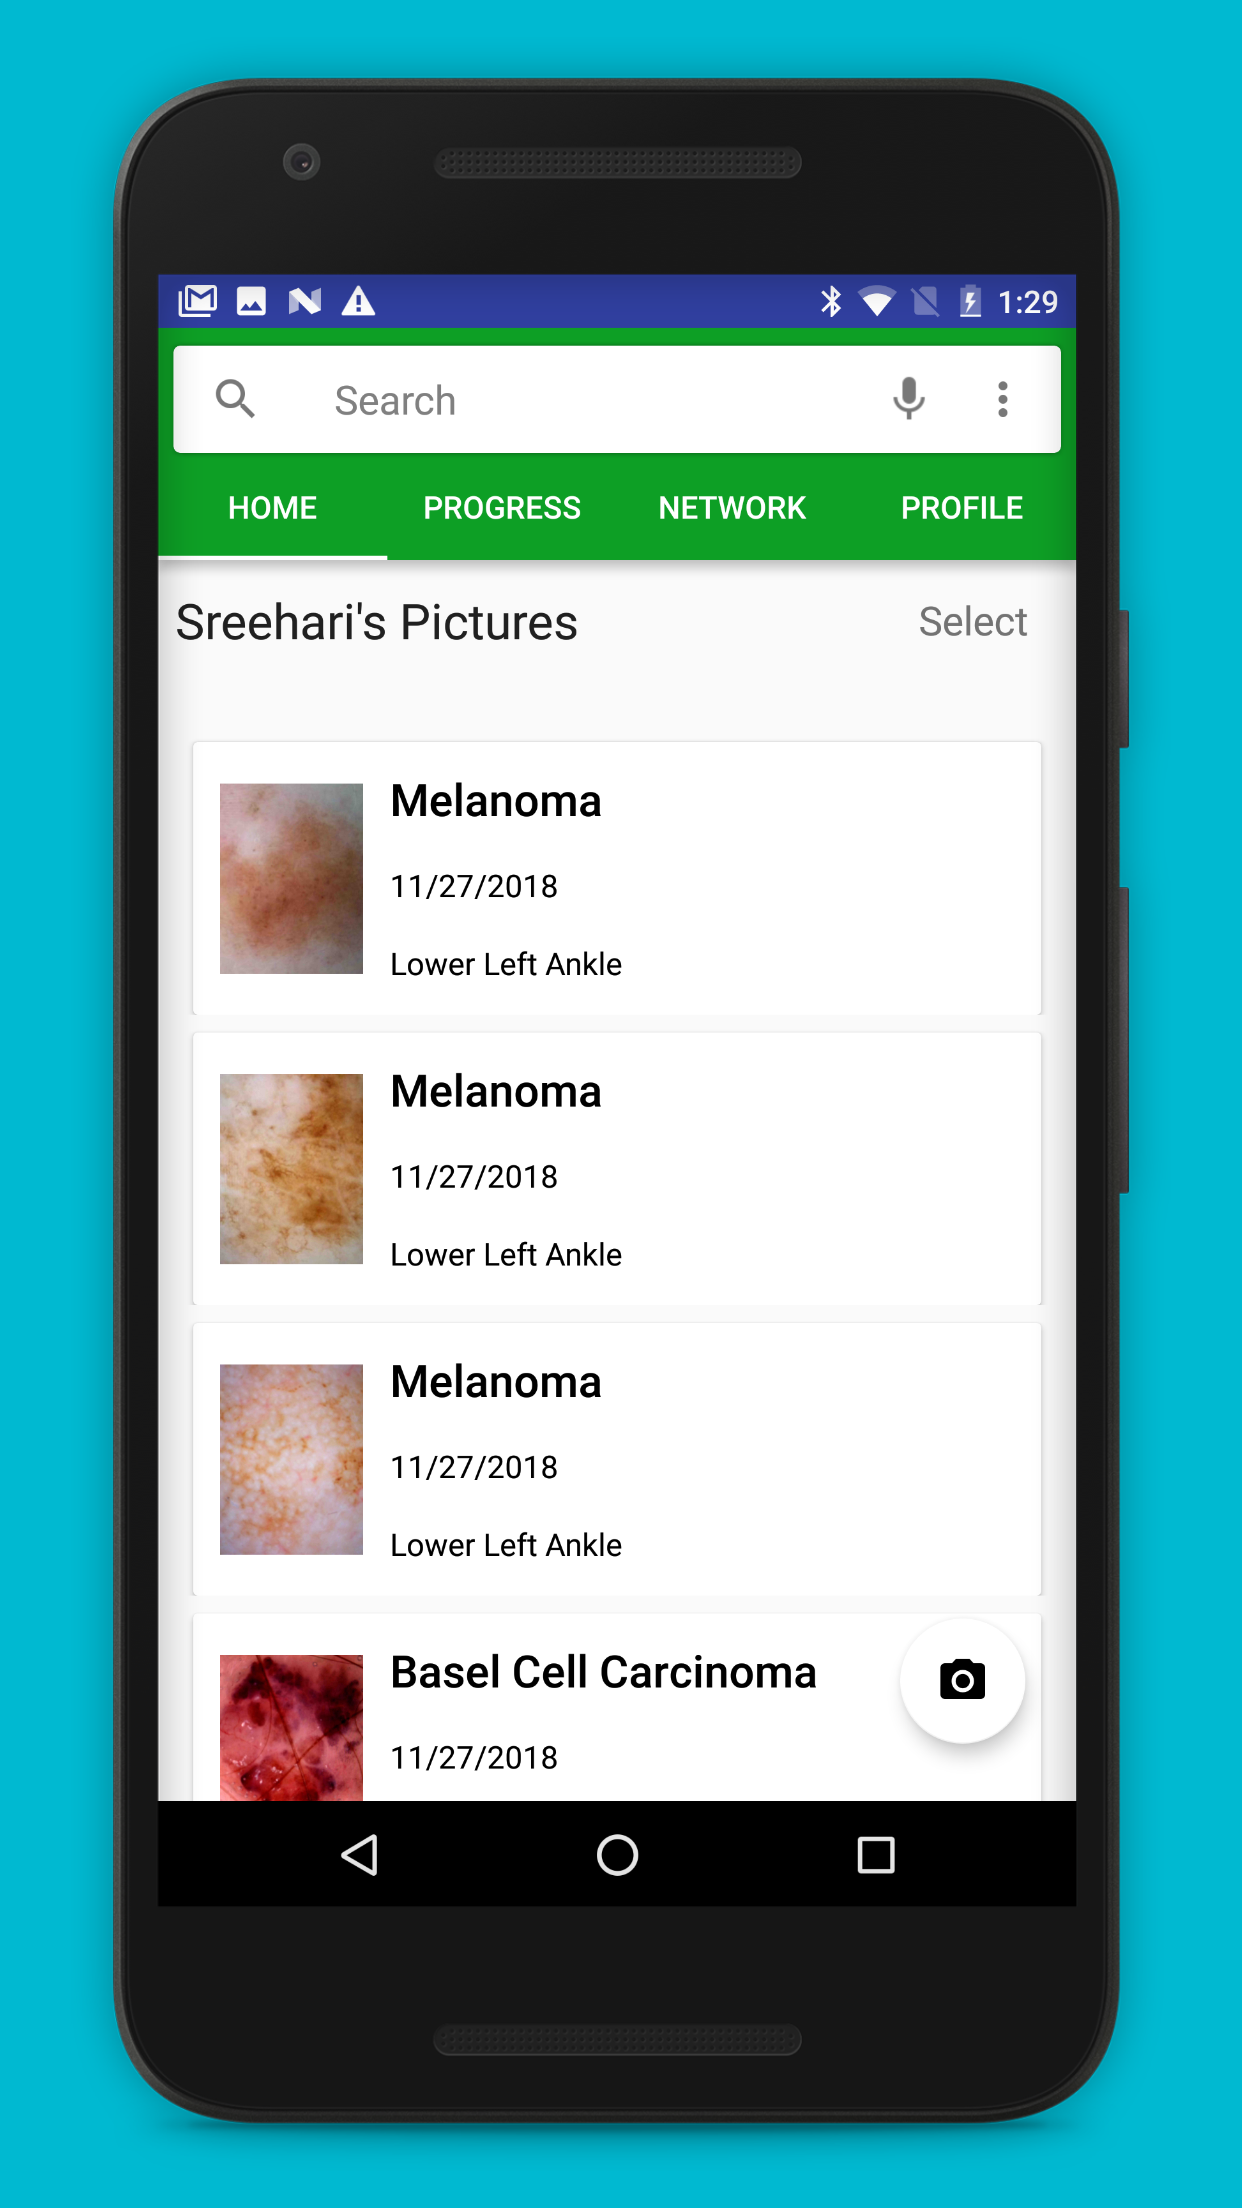 1:29
Search
HOME PROGRESS NETWORK PROFILE
Sreehari's Pictures Select
Melanoma
11/27/2018
Lower Left Ankle
Melanoma
11/27/2018
Lower Left Ankle
Melanoma
11/27/2018
Lower Left Ankle
Basel Cell Carcinoma
11/27/2018